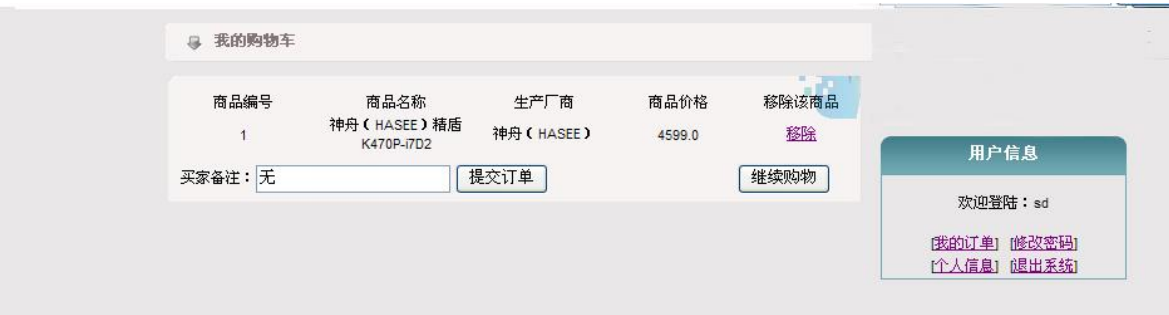 我的购物车
商品编号 商品名称 生产厂商 商品价格 移除该商品
1 神舟（HASEE）精盾 K470P-i7D2 神舟（HASEE） 4599.0 移除
买家备注：无 提交订单 继续购物
用户信息
欢迎登陆：sd
[我的订单] [修改密码]
[个人信息] [退出系统]